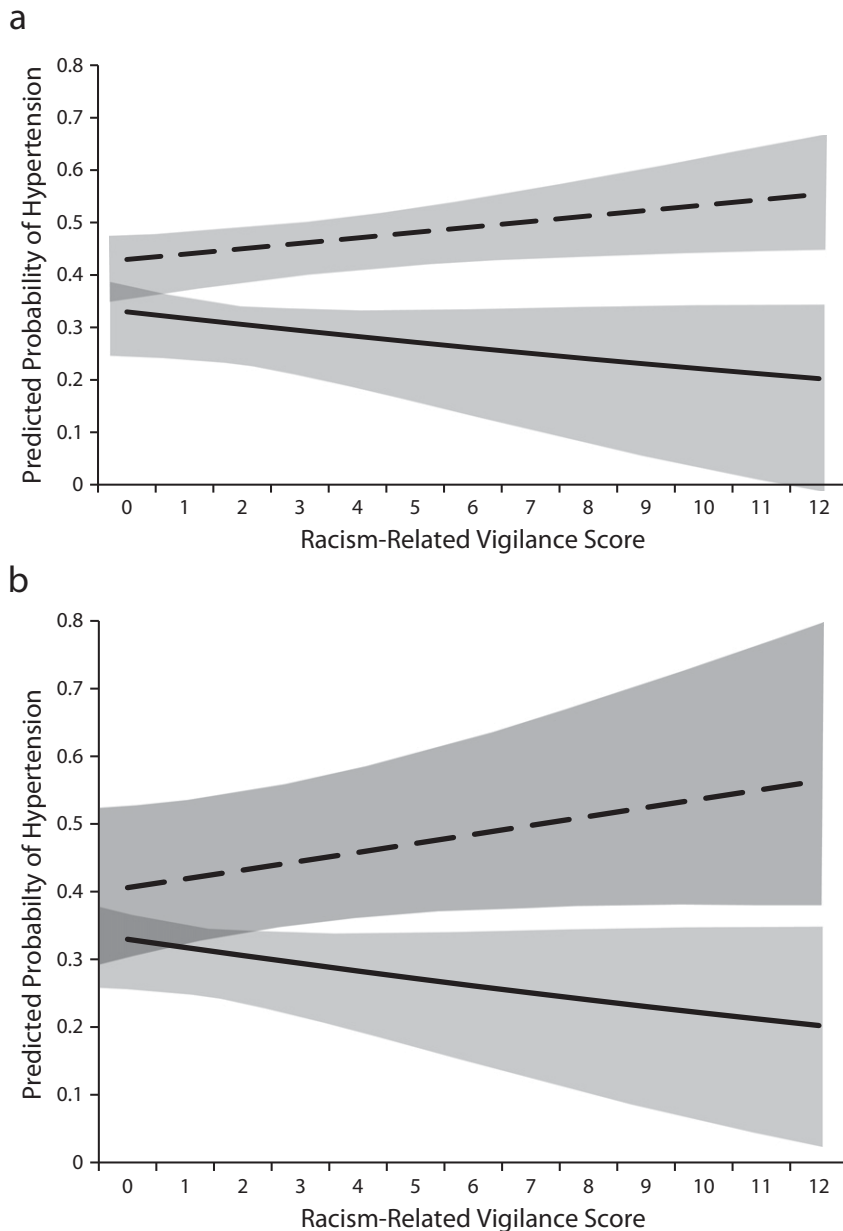 a
0.8
0.7
0.6
0.5
0.4
0.3
0.2
0.1
0
Predicted Probability of Hypertension
0 1 2 3 4 5 6 7 8 9 10 11 12
Racism-Related Vigilance Score
b
0.8
0.7
0.6
0.5
0.4
0.3
0.2
0.1
0
Predicted Probabilty of Hypertension
0 1 2 3 4 5 6 7 8 9 10 11 12
Racism-Related Vigilance Score